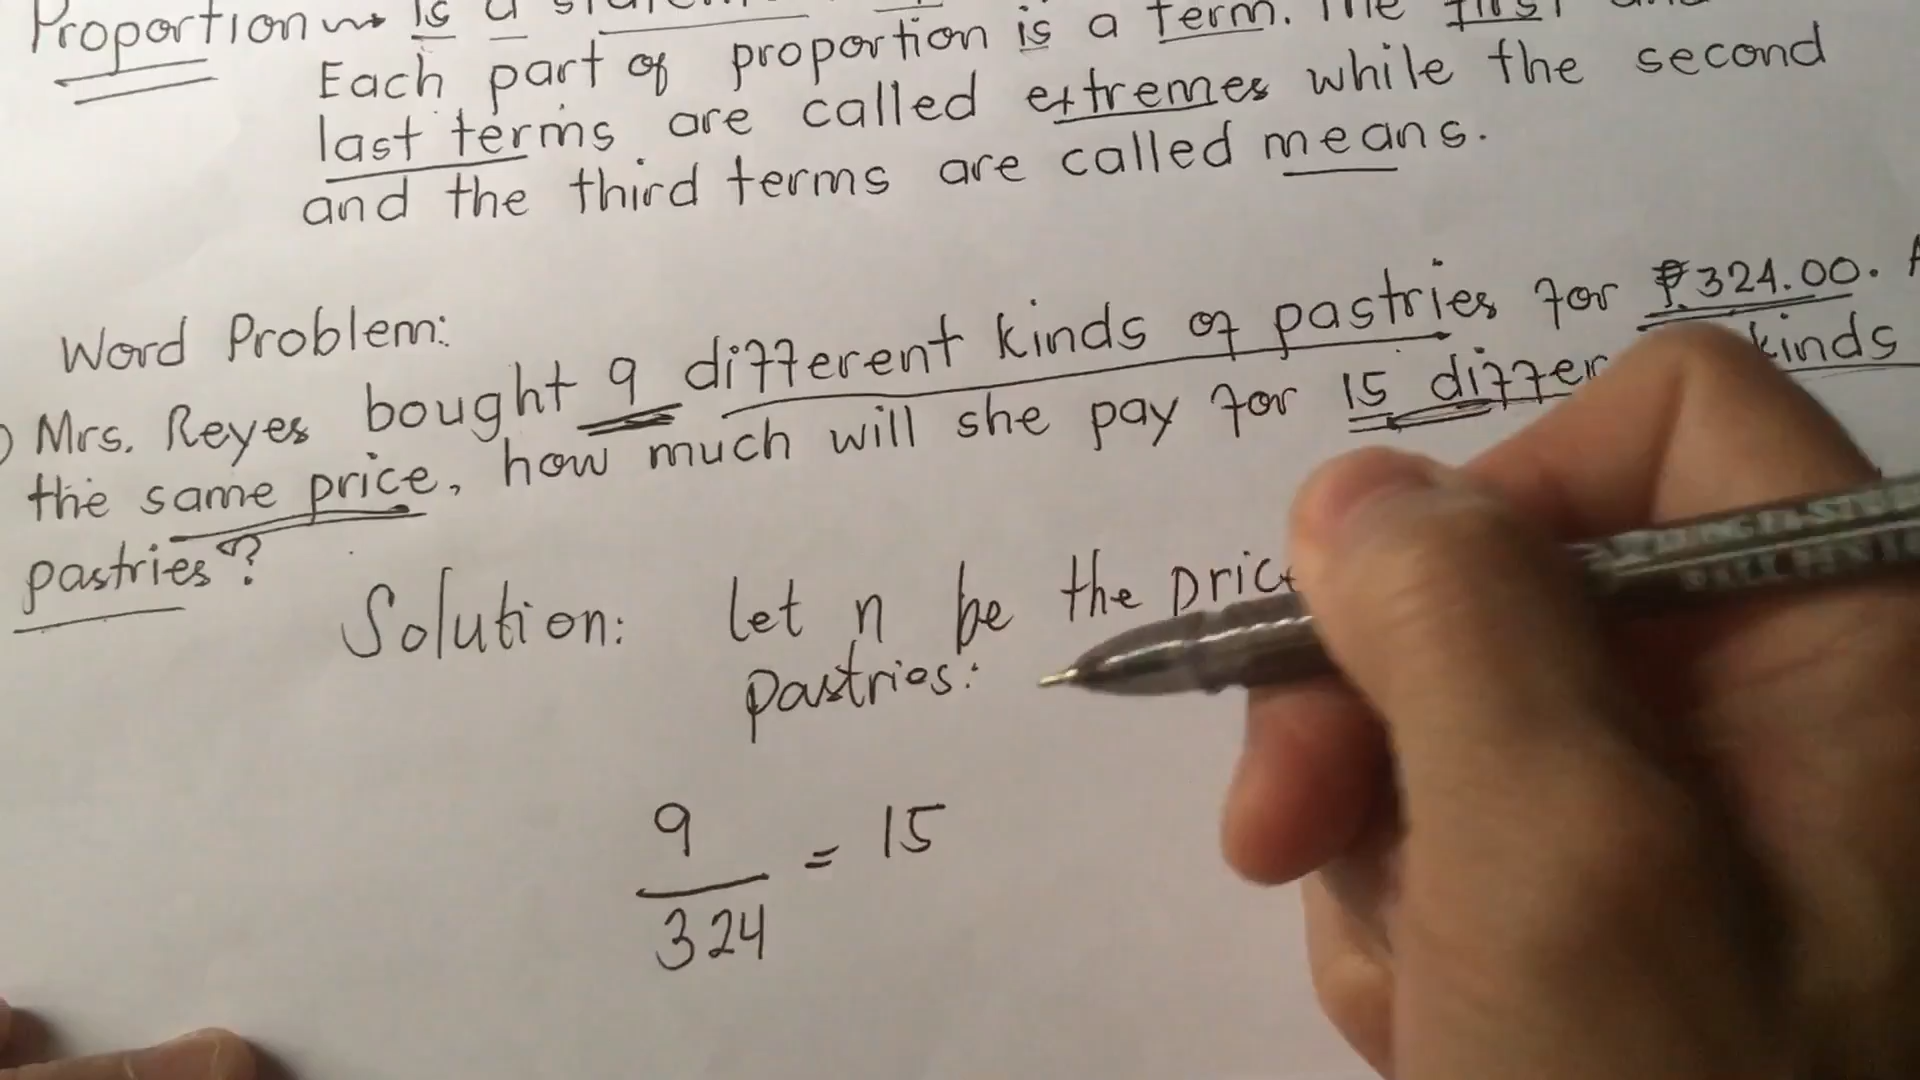 Proportion is a
Each part of proportion is a term. The first
last terms are called extremes while the second
and the third terms are called means.
Word Problem:
Mrs. Reyes bought 9 different kinds of pastries for ₱324.00.
the same price, how much will she pay for 15 kinds
pastries?
Solution: let n be the
pastries:
9
= 15
324